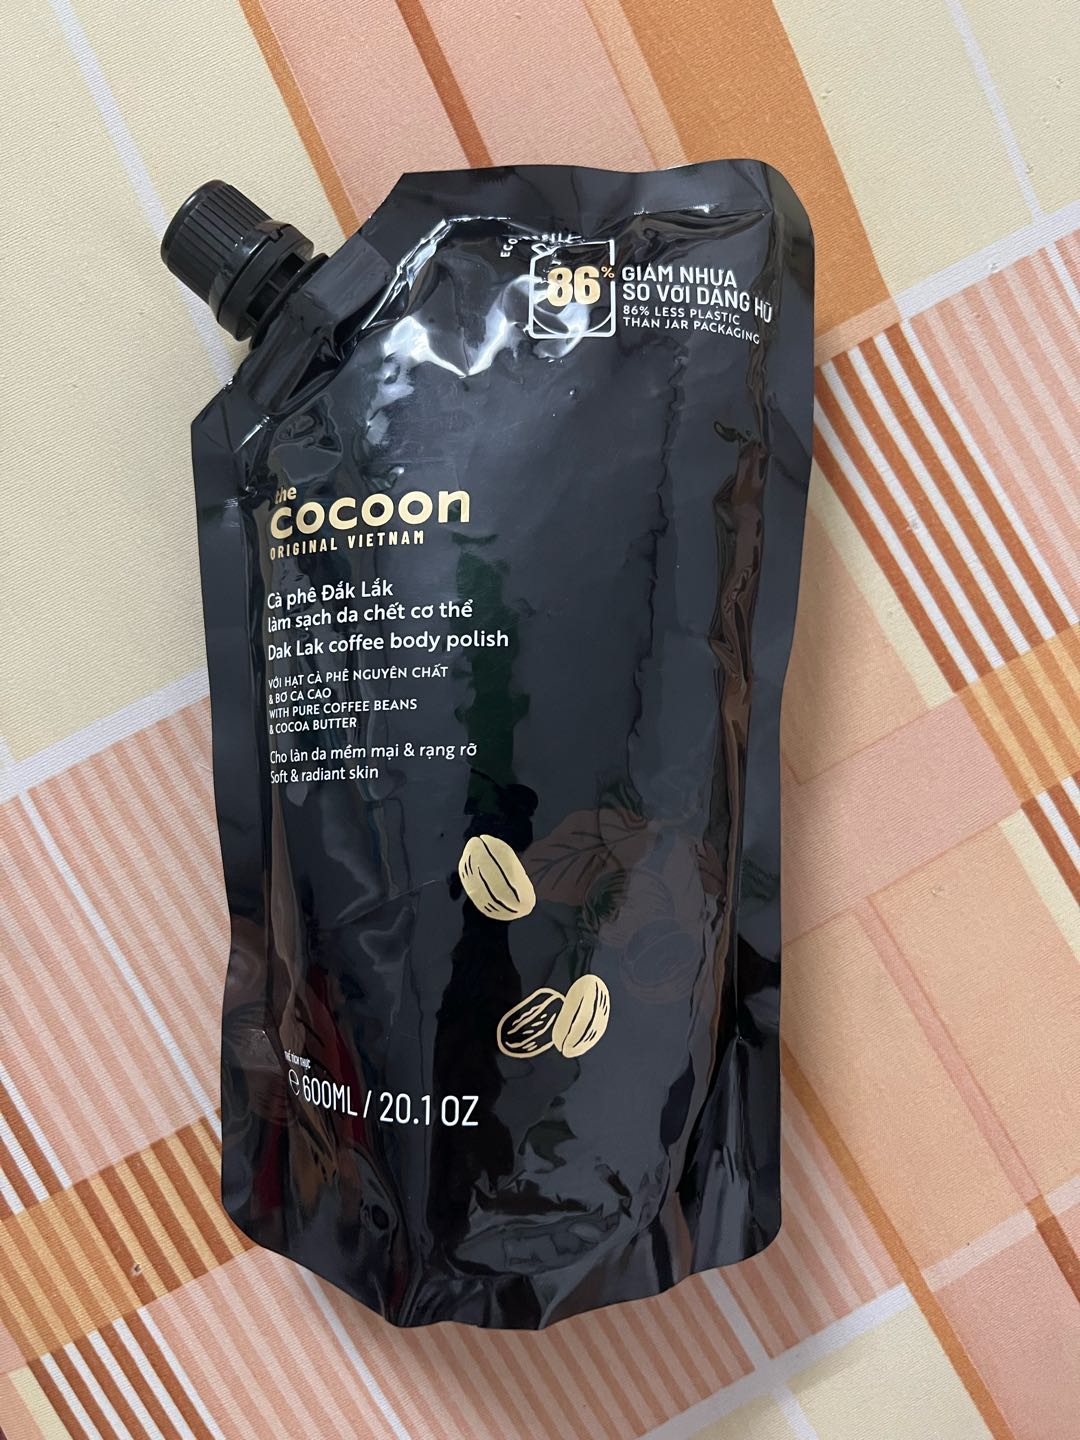 ECO
86%
GIẢM NHỰA
SO VỚI DẠNG HŨ
86% LESS PLASTIC
THAN JAR PACKAGING
the
cocoon
ORIGINAL VIETNAM
Cà phê Đắk Lắk
làm sạch da chết cơ thể
Dak Lak coffee body polish
VỚI HẠT CÀ PHÊ NGUYÊN CHẤT
& BƠ CA CAO
WITH PURE COFFEE BEANS
& COCOA BUTTER
Cho làn da mềm mại & rạng rỡ
Soft & radiant skin
THỂ TÍCH THỰC
℮ 600ML / 20.1 OZ